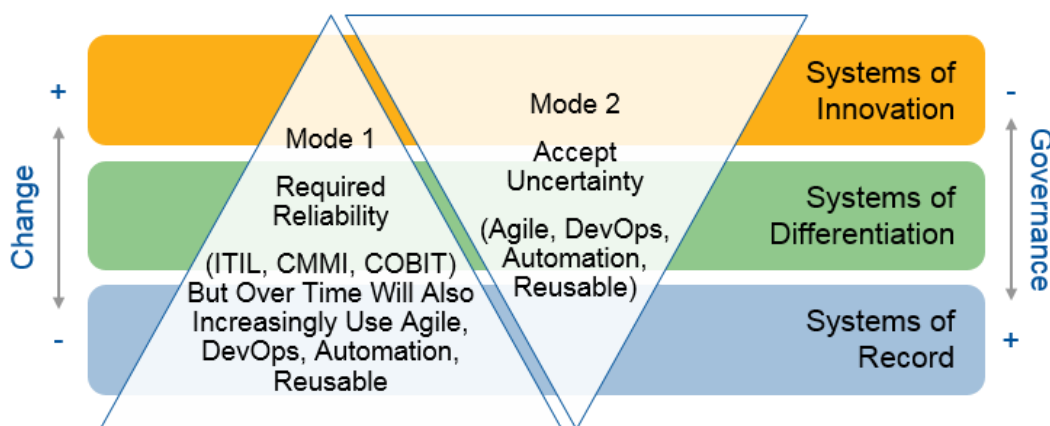 +
Change
-
Mode 1
Required
Reliability
(ITIL, CMMI, COBIT)
But Over Time Will Also
Increasingly Use Agile,
DevOps, Automation,
Reusable
Mode 2
Accept
Uncertainty
(Agile, DevOps,
Automation,
Reusable)
Systems of
Innovation
Systems of
Differentiation
Systems of
Record
-
Governance
+